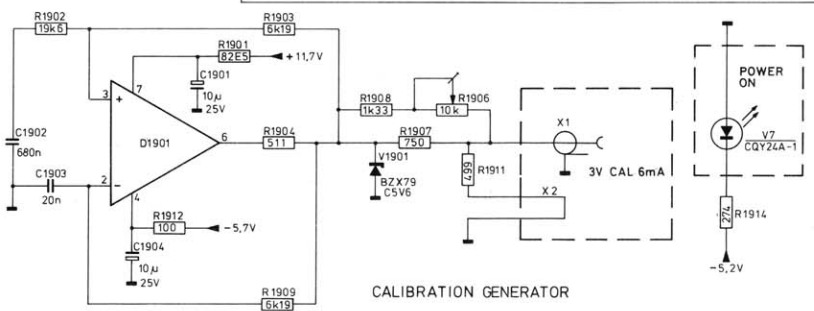 R1902
19k6
R1903
6k19
R1901
82E5
+11,7V
7
C1901
10µ
25V
3
+
R1908
1k33
R1906
10k
POWER
ON
C1902
680n
D1901
6
R1904
511
R1907
750
X1
V7
CQY24A-1
C1903
20n
2
−
V1901
BZX79
C5V6
499
R1911
3V CAL 6mA
4
R1912
100
−5,7V
X2
274
R1914
C1904
10µ
25V
−5,2V
R1909
6k19
CALIBRATION GENERATOR